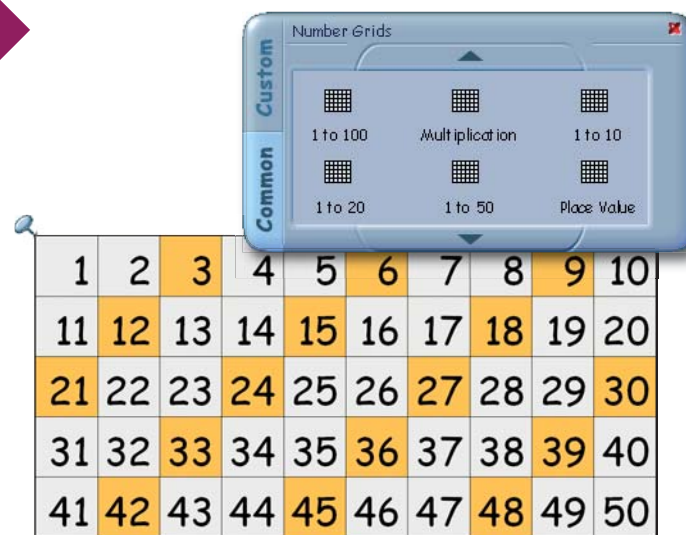 Number Grids
Custom
Common
1 to 100 Multiplication 1 to 10
1 to 20 1 to 50 Place Value
1 2 3 4 5 6 7 8 9 10
11 12 13 14 15 16 17 18 19 20
21 22 23 24 25 26 27 28 29 30
31 32 33 34 35 36 37 38 39 40
41 42 43 44 45 46 47 48 49 50